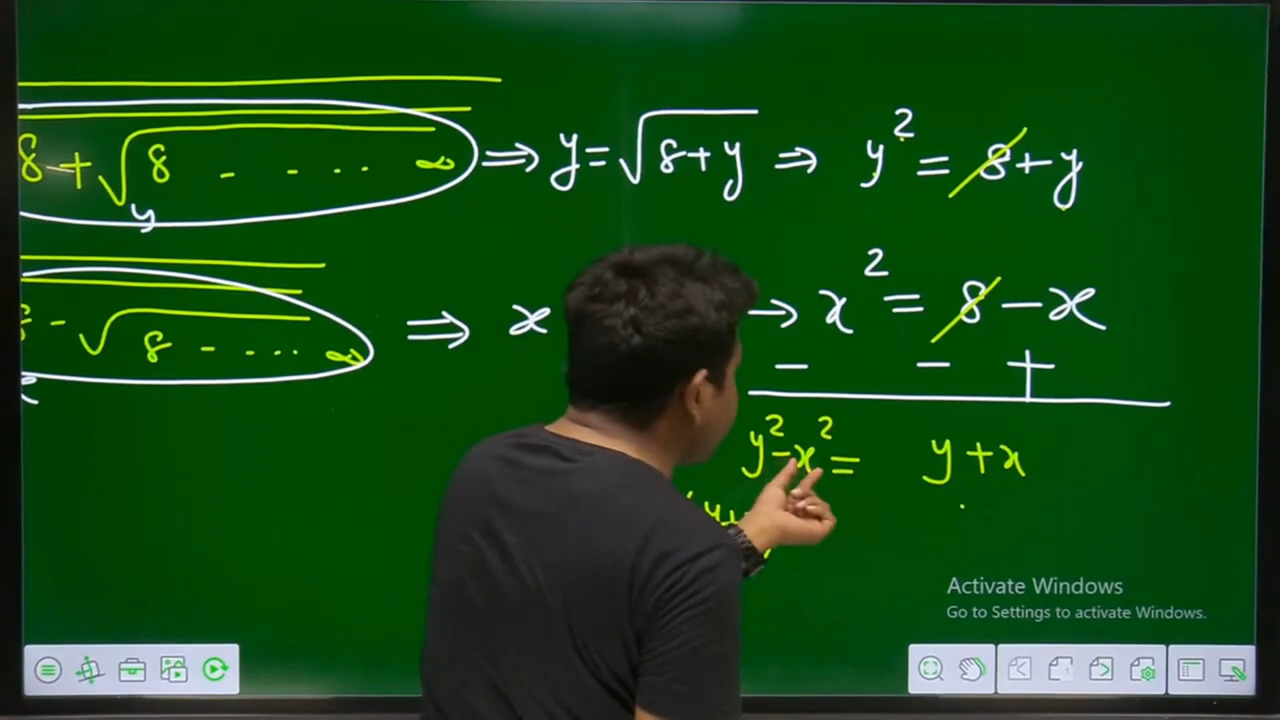 8 + √8 - ... ∞ ⇒ y = √8+y ⇒ y² = 8+y
y
- √8 - .... ∞ ⇒ x → x² = 8 - x
- - +
y² - x² = y + x
(y+
Activate Windows
Go to Settings to activate Windows.